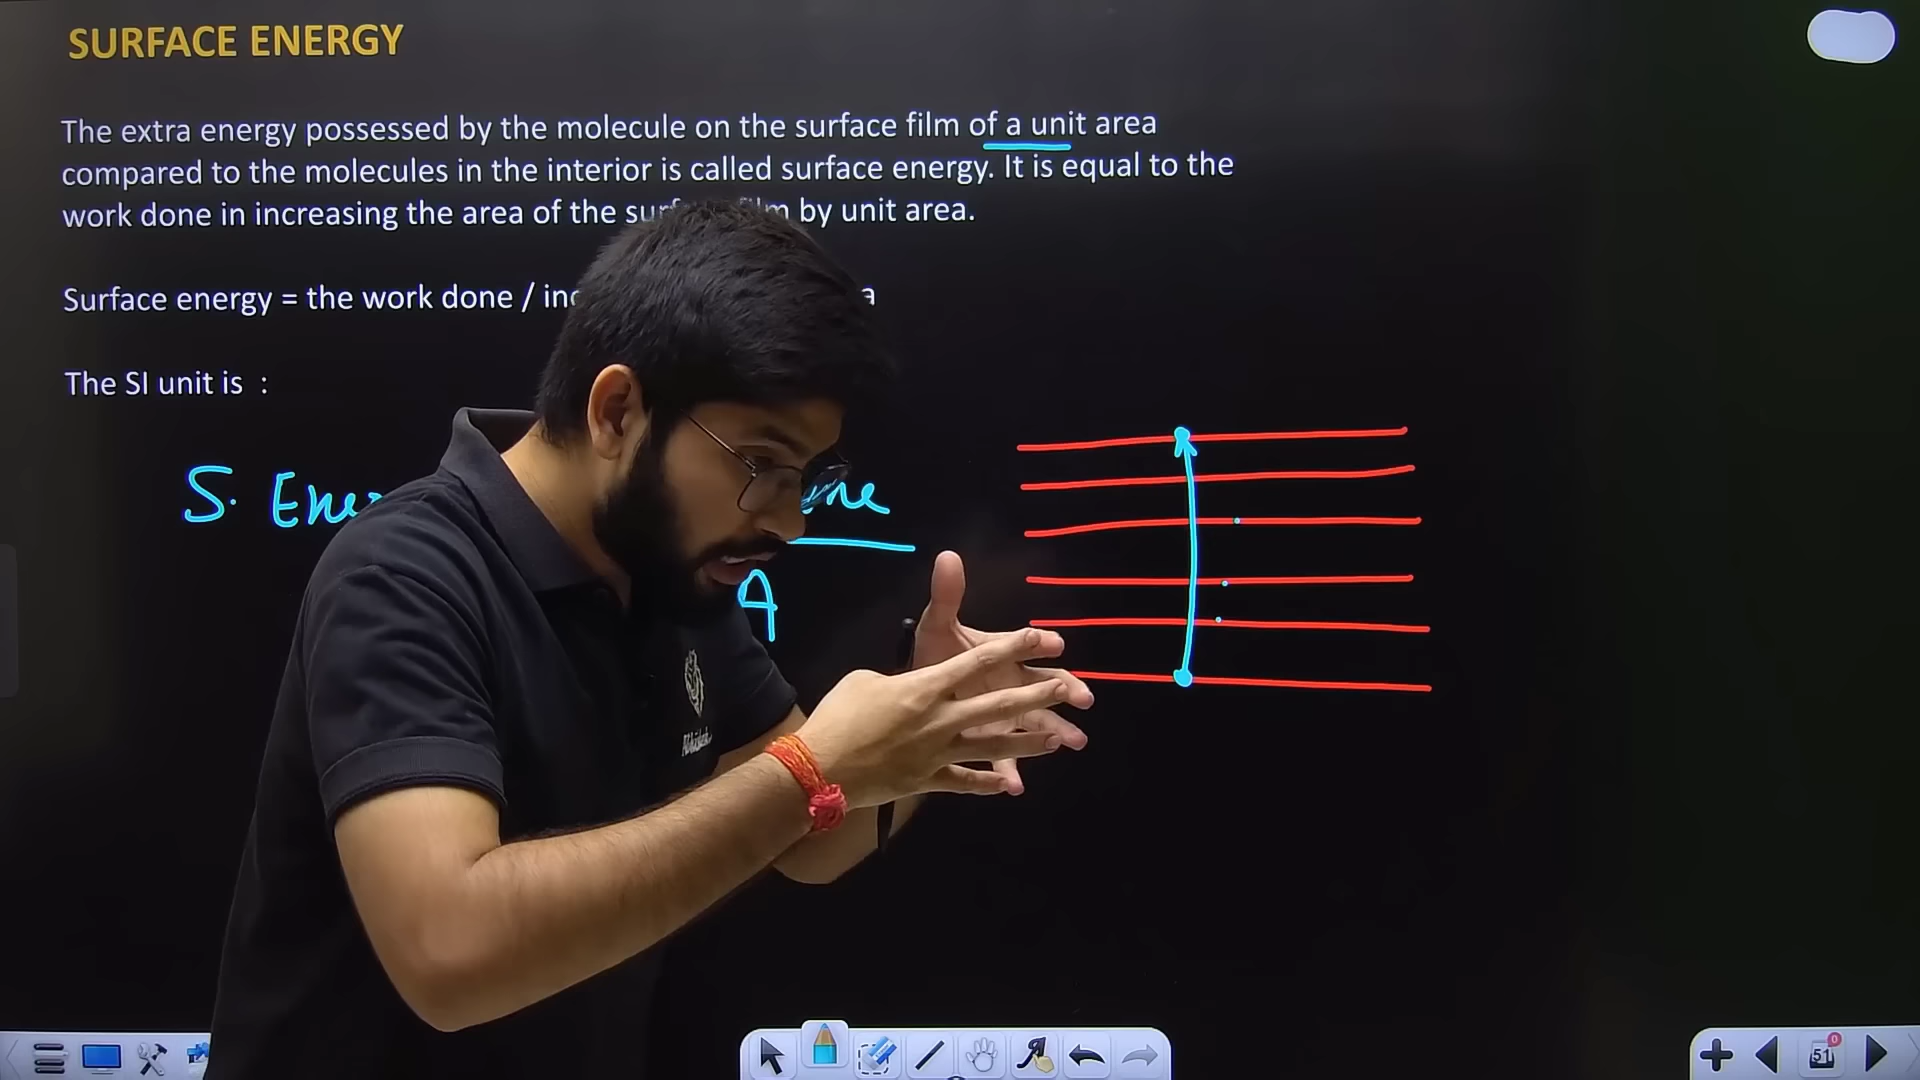 SURFACE ENERGY
The extra energy possessed by the molecule on the surface film of a unit area
compared to the molecules in the interior is called surface energy. It is equal to the
work done in increasing the area of the by unit area.
Surface energy = the work done /
The SI unit is :
S.
A
51
0